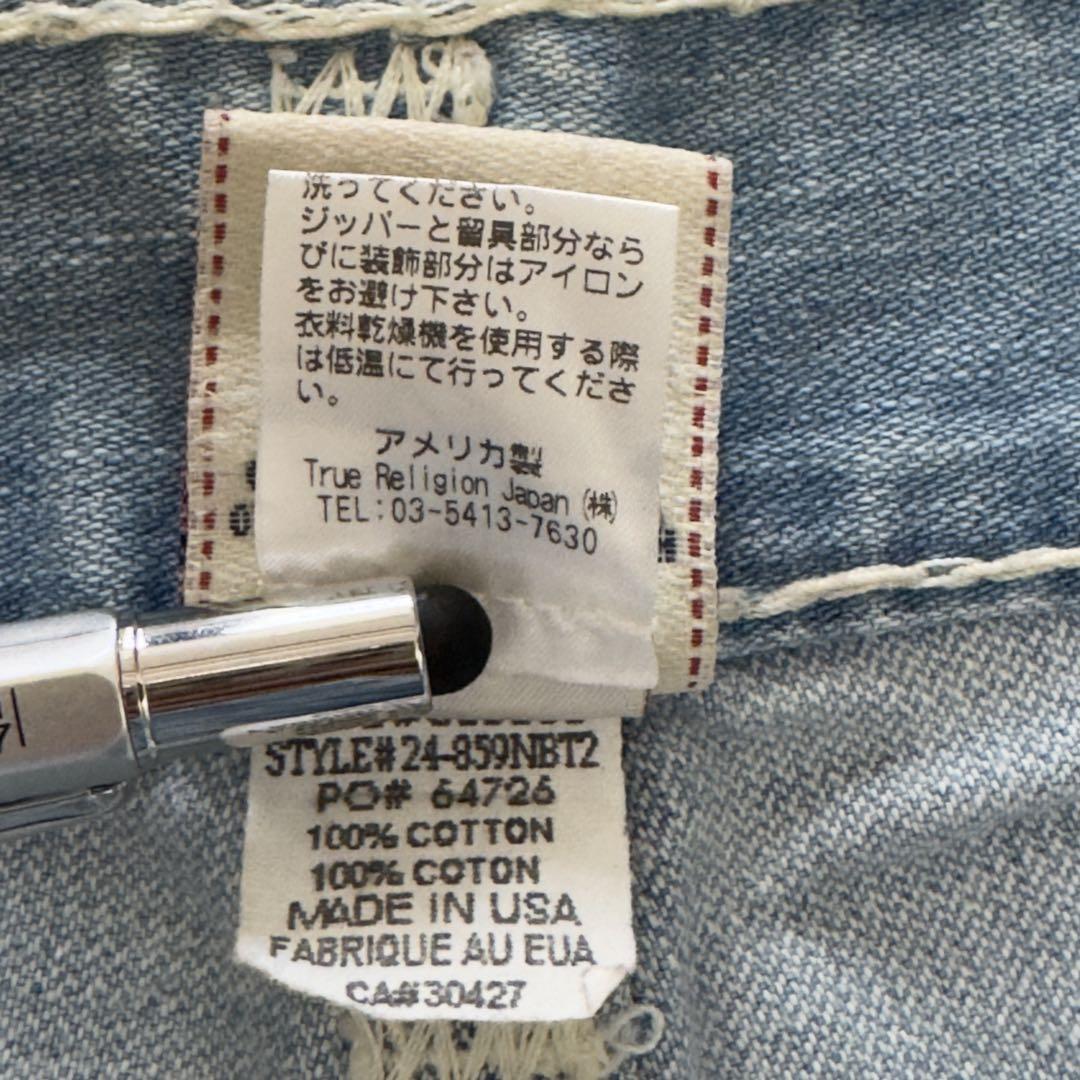 洗ってください。
ジッパーと留具部分なら
びに装飾部分はアイロン
をお避け下さい。
衣料乾燥機を使用する際
は低温にて行ってくださ
い。
アメリカ製
True Religion Japan (株)
TEL:03-5413-7630
STYLE# 24-859NBT2
PO# 64726
100% COTTON
100% COTON
MADE IN USA
FABRIQUE AU EUA
CA#30427